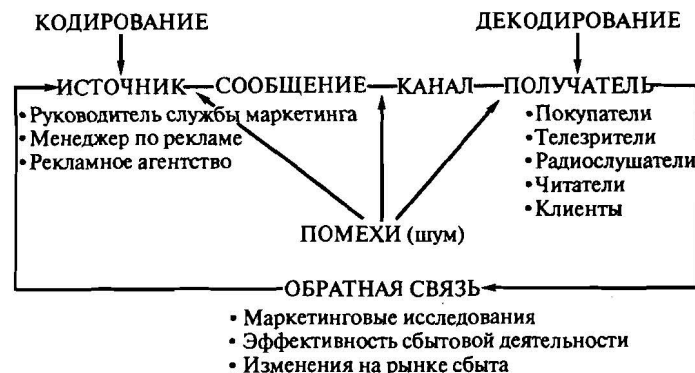 КОДИРОВАНИЕ
ДЕКОДИРОВАНИЕ
ИСТОЧНИК — СООБЩЕНИЕ — КАНАЛ — ПОЛУЧАТЕЛЬ
• Руководитель службы маркетинга
• Менеджер по рекламе
• Рекламное агентство
• Покупатели
• Телезрители
• Радиослушатели
• Читатели
• Клиенты
ПОМЕХИ (шум)
ОБРАТНАЯ СВЯЗЬ
• Маркетинговые исследования
• Эффективность сбытовой деятельности
• Изменения на рынке сбыта